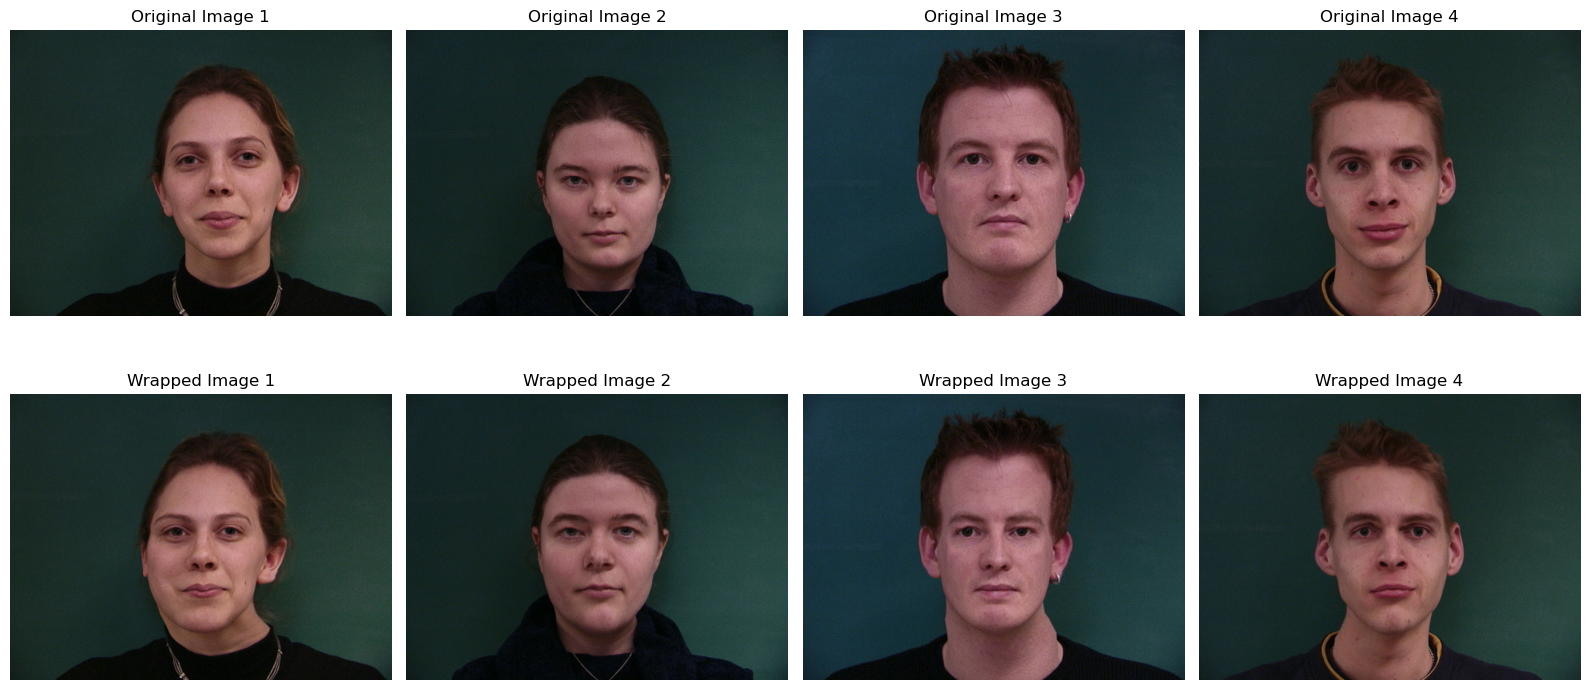 Original Image 1
Original Image 2
Original Image 3
Original Image 4
Wrapped Image 1
Wrapped Image 2
Wrapped Image 3
Wrapped Image 4